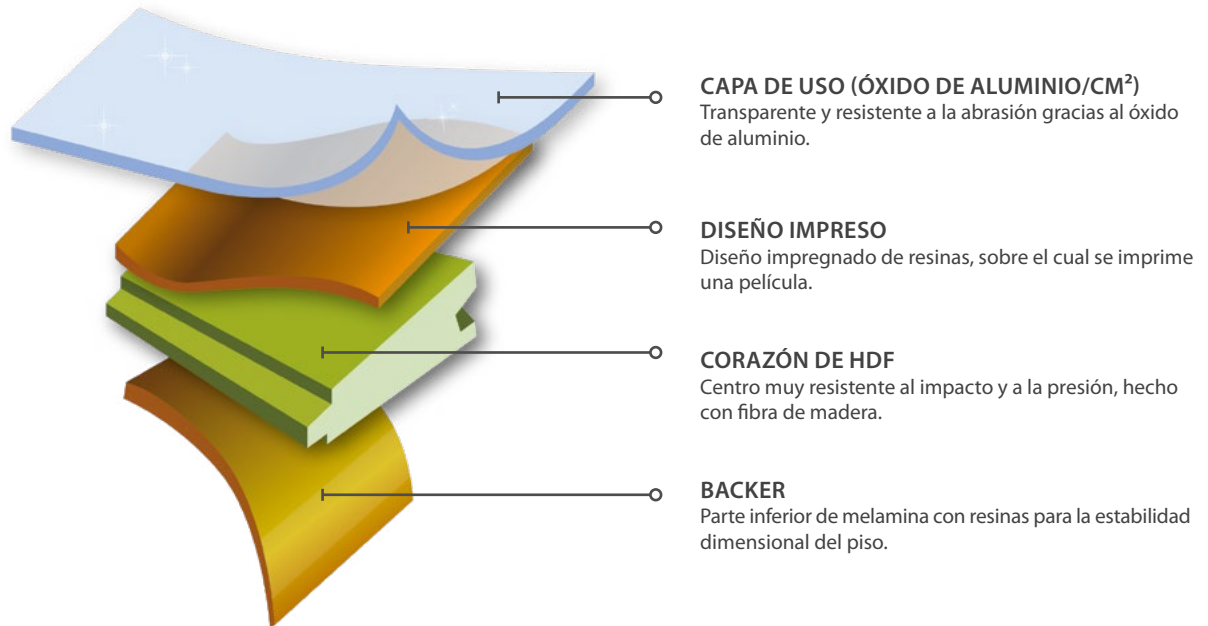 CAPA DE USO (ÓXIDO DE ALUMINIO/CM²)
Transparente y resistente a la abrasión gracias al óxido
de aluminio.
DISEÑO IMPRESO
Diseño impregnado de resinas, sobre el cual se imprime
una película.
CORAZÓN DE HDF
Centro muy resistente al impacto y a la presión, hecho
con fibra de madera.
BACKER
Parte inferior de melamina con resinas para la estabilidad
dimensional del piso.